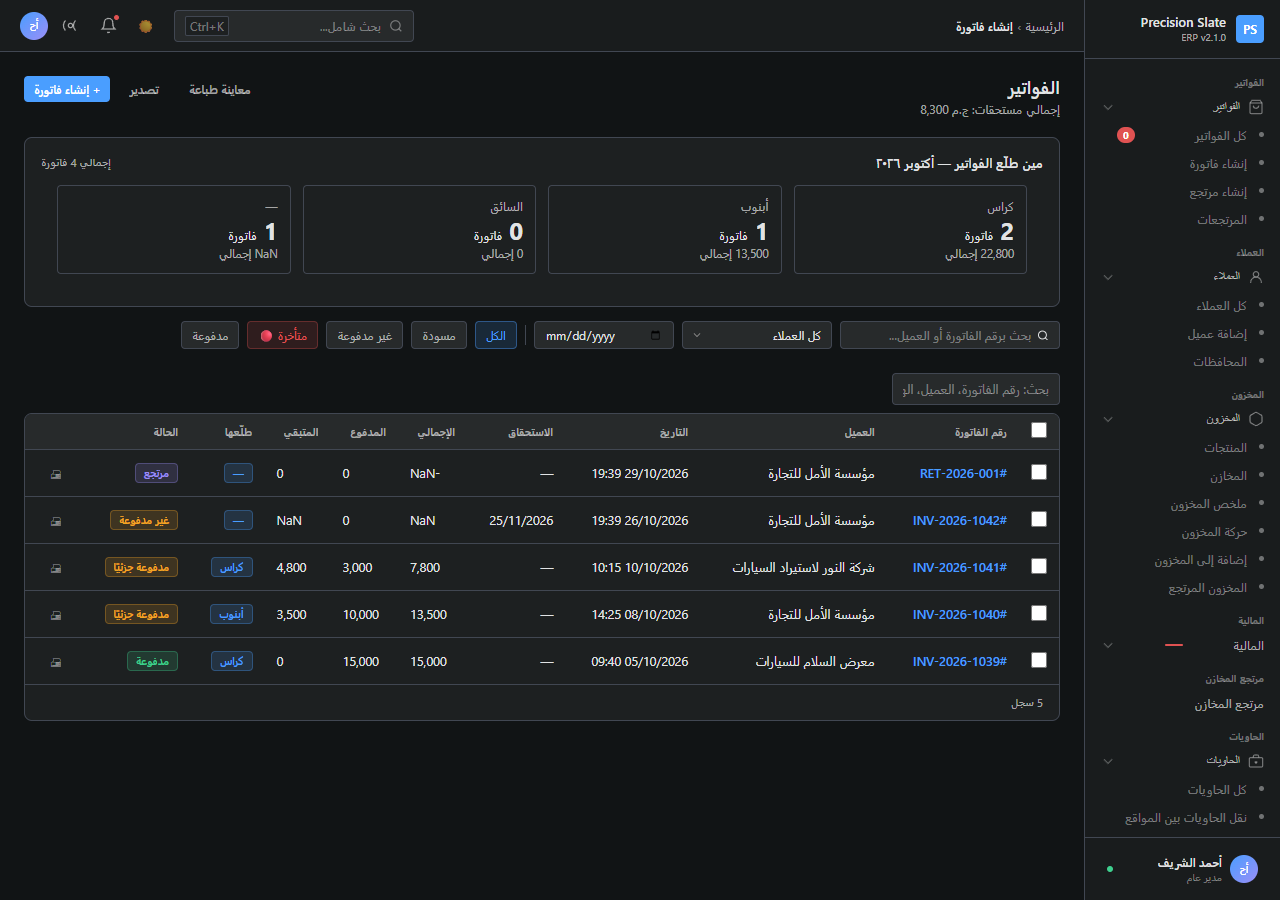 PS
Precision Slate
ERP v2.1.0
الرئيسية › إنشاء فاتورة
بحث شامل...
Ctrl+K
أح
الفواتير
الفواتير
كل الفواتير
0
إنشاء فاتورة
إنشاء مرتجع
المرتجعات
العملاء
العملاء
كل العملاء
إضافة عميل
المحافظات
المخزون
المخزون
المنتجات
المخازن
ملخص المخزون
حركة المخزون
إضافة إلى المخزون
المخزون المرتجع
المالية
المالية
مرتجع المخازن
مرتجع المخازن
الحاويات
الحاويات
كل الحاويات
نقل الحاويات بين المواقع
أح
أحمد الشريف
مدير عام
الفواتير
إجمالي مستحقات: ج.م 8,300
معاينة طباعة
تصدير
+ إنشاء فاتورة
مين طلّع الفواتير — أكتوبر ٢٠٢٦
إجمالي 4 فاتورة
كراس
2 فاتورة
22,800 إجمالي
أبنوب
1 فاتورة
13,500 إجمالي
السائق
0 فاتورة
0 إجمالي
—
1 فاتورة
NaN إجمالي
بحث برقم الفاتورة أو العميل...
كل العملاء
mm/dd/yyyy
الكل
مسودة
غير مدفوعة
متأخرة
مدفوعة
بحث: رقم الفاتورة، العميل، الو
رقم الفاتورة العميل التاريخ الاستحقاق الإجمالي المدفوع المتبقي طلّعها الحالة
RET-2026-001# مؤسسة الأمل للتجارة 29/10/2026 19:39 — NaN- 0 0 — مرتجع
INV-2026-1042# مؤسسة الأمل للتجارة 26/10/2026 19:39 25/11/2026 NaN 0 NaN — غير مدفوعة
INV-2026-1041# شركة النور لاستيراد السيارات 10/10/2026 10:15 — 7,800 3,000 4,800 كراس مدفوعة جزئيًا
INV-2026-1040# مؤسسة الأمل للتجارة 08/10/2026 14:25 — 13,500 10,000 3,500 أبنوب مدفوعة جزئيًا
INV-2026-1039# معرض السلام للسيارات 05/10/2026 09:40 — 15,000 15,000 0 كراس مدفوعة
5 سجل